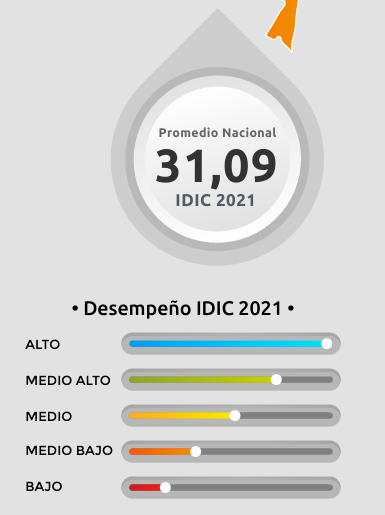 Promedio Nacional
31,09
IDIC 2021
• Desempeño IDIC 2021 •
ALTO
MEDIO ALTO
MEDIO
MEDIO BAJO
BAJO